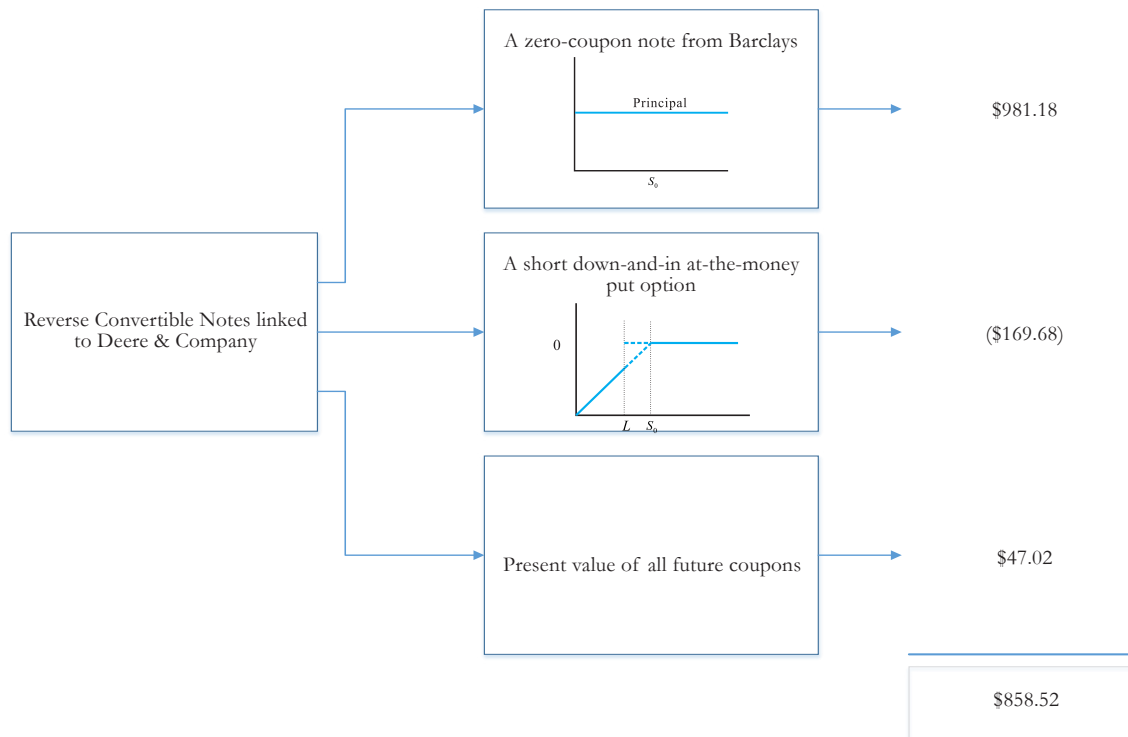 A zero-coupon note from Barclays
Principal
$981.18
S₀
Reverse Convertible Notes linked
to Deere & Company
A short down-and-in at-the-money
put option
0
($169.68)
L S₀
Present value of all future coupons
$47.02
$858.52